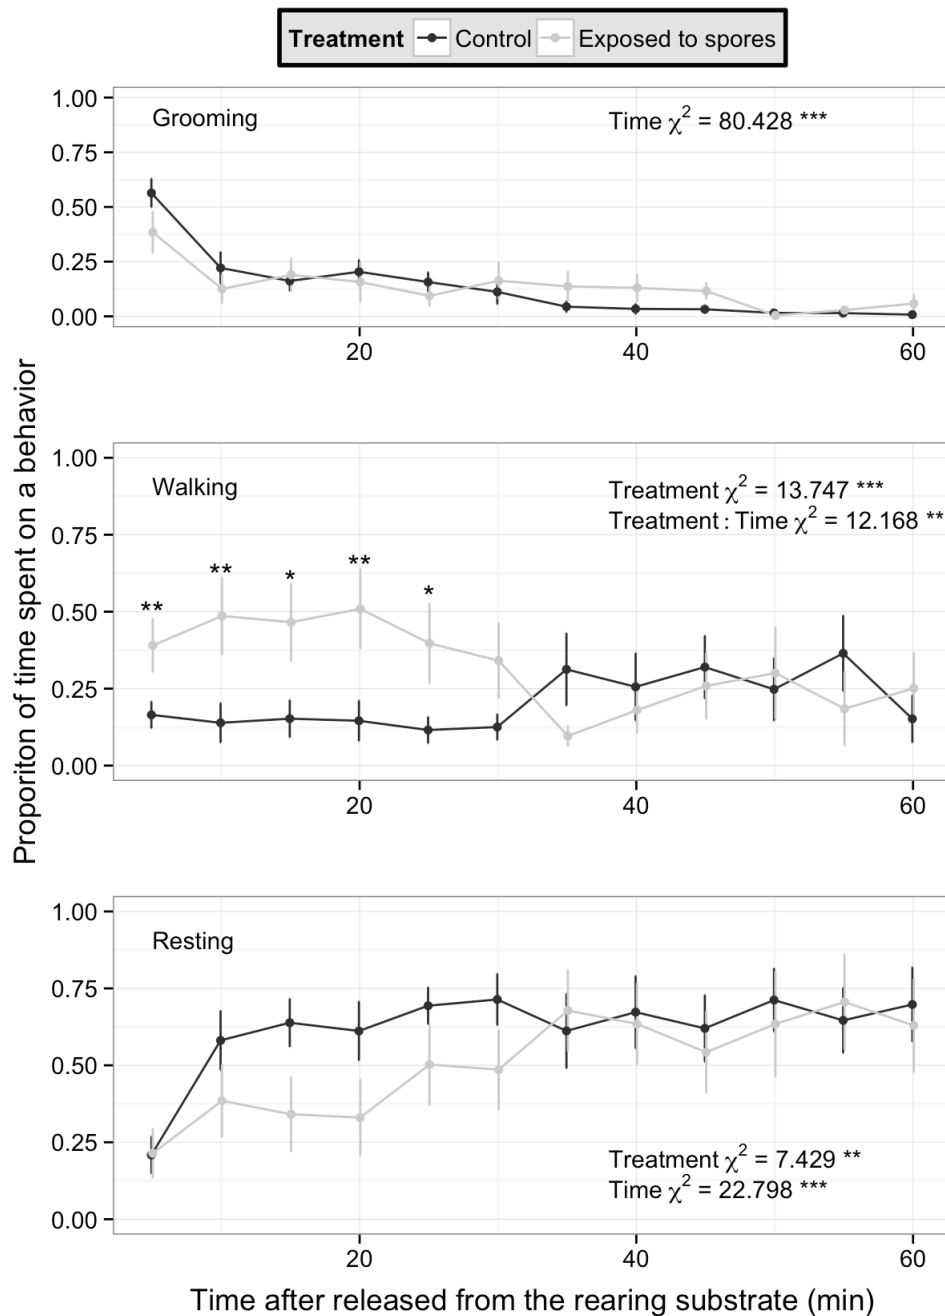 Treatment Control Exposed to spores
Grooming
Time χ² = 80.428 ***
1.00
0.75
0.50
0.25
0.00
20 40 60
Proporiton of time spent on a behavior
Walking
Treatment χ² = 13.747 ***
Treatment : Time χ² = 12.168 **
1.00
0.75
0.50
0.25
0.00
** ** * ** *
20 40 60
Resting
1.00
0.75
0.50
0.25
0.00
Treatment χ² = 7.429 **
Time χ² = 22.798 ***
20 40 60
Time after released from the rearing substrate (min)